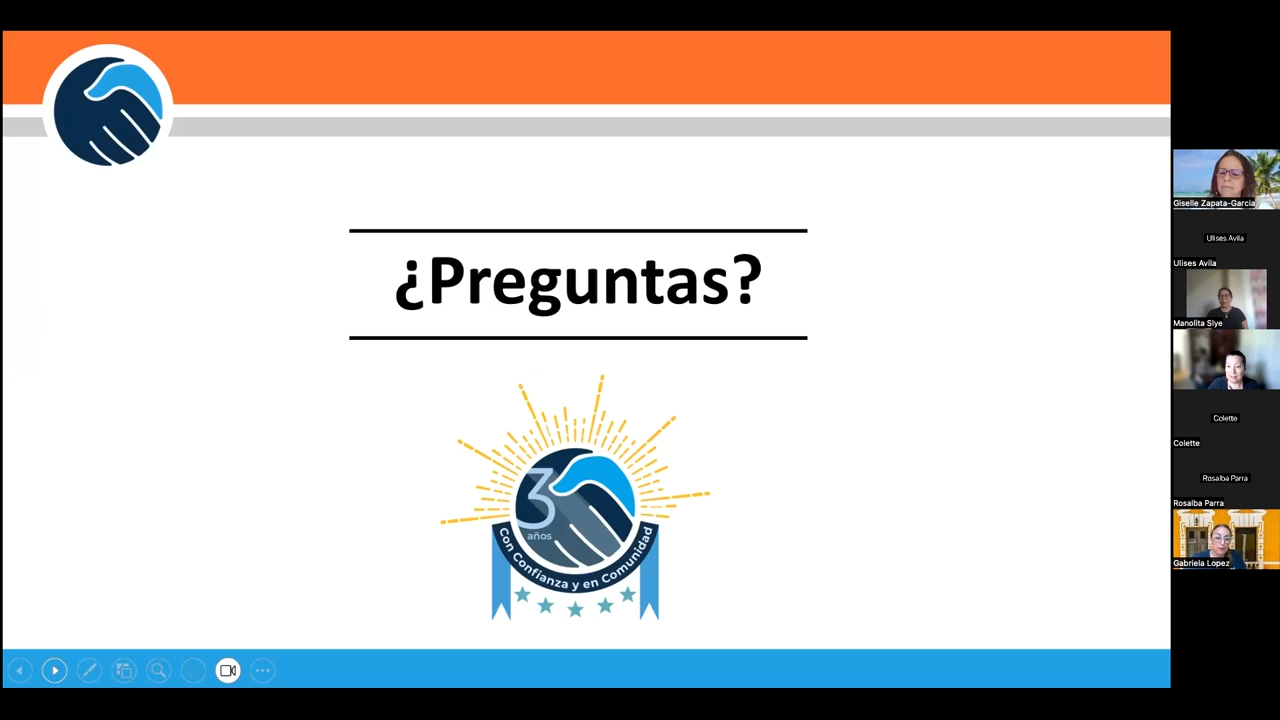 ¿Preguntas?
3
años
Con Confianza y en Comunidad
Giselle Zapata-Garcia
Ulises Avila
Ulises Avila
Manolita Slye
Colette
Colette
Rosalba Parra
Rosalba Parra
Gabriela Lopez